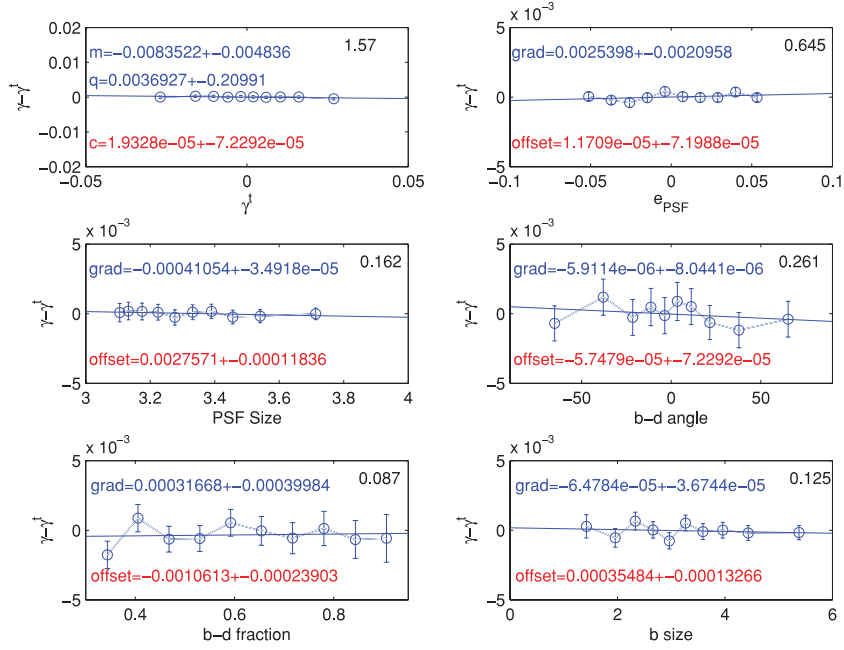 0.02
0.01
0
−0.01
−0.02
γ−γᵗ
m=−0.0083522+−0.004836
1.57
q=0.0036927+−0.20991
c=1.9328e−05+−7.2292e−05
−0.05
0
0.05
γᵗ
x 10⁻³
5
0
−5
γ−γᵗ
grad=0.0025398+−0.0020958
0.645
offset=1.1709e−05+−7.1988e−05
−0.1
−0.05
0
0.05
0.1
e_PSF
x 10⁻³
5
0
−5
γ−γᵗ
grad=−0.00041054+−3.4918e−05
0.162
offset=0.0027571+−0.00011836
3
3.2
3.4
3.6
3.8
4
PSF Size
x 10⁻³
5
0
−5
γ−γᵗ
grad=−5.9114e−06+−8.0441e−06
0.261
offset=−5.7479e−05+−7.2292e−05
−50
0
50
b−d angle
x 10⁻³
5
0
−5
γ−γᵗ
grad=0.00031668+−0.00039984
0.087
offset=−0.0010613+−0.00023903
0.4
0.6
0.8
b−d fraction
x 10⁻³
5
0
−5
γ−γᵗ
grad=−6.4784e−05+−3.6744e−05
0.125
offset=0.00035484+−0.00013266
0
2
4
6
b size